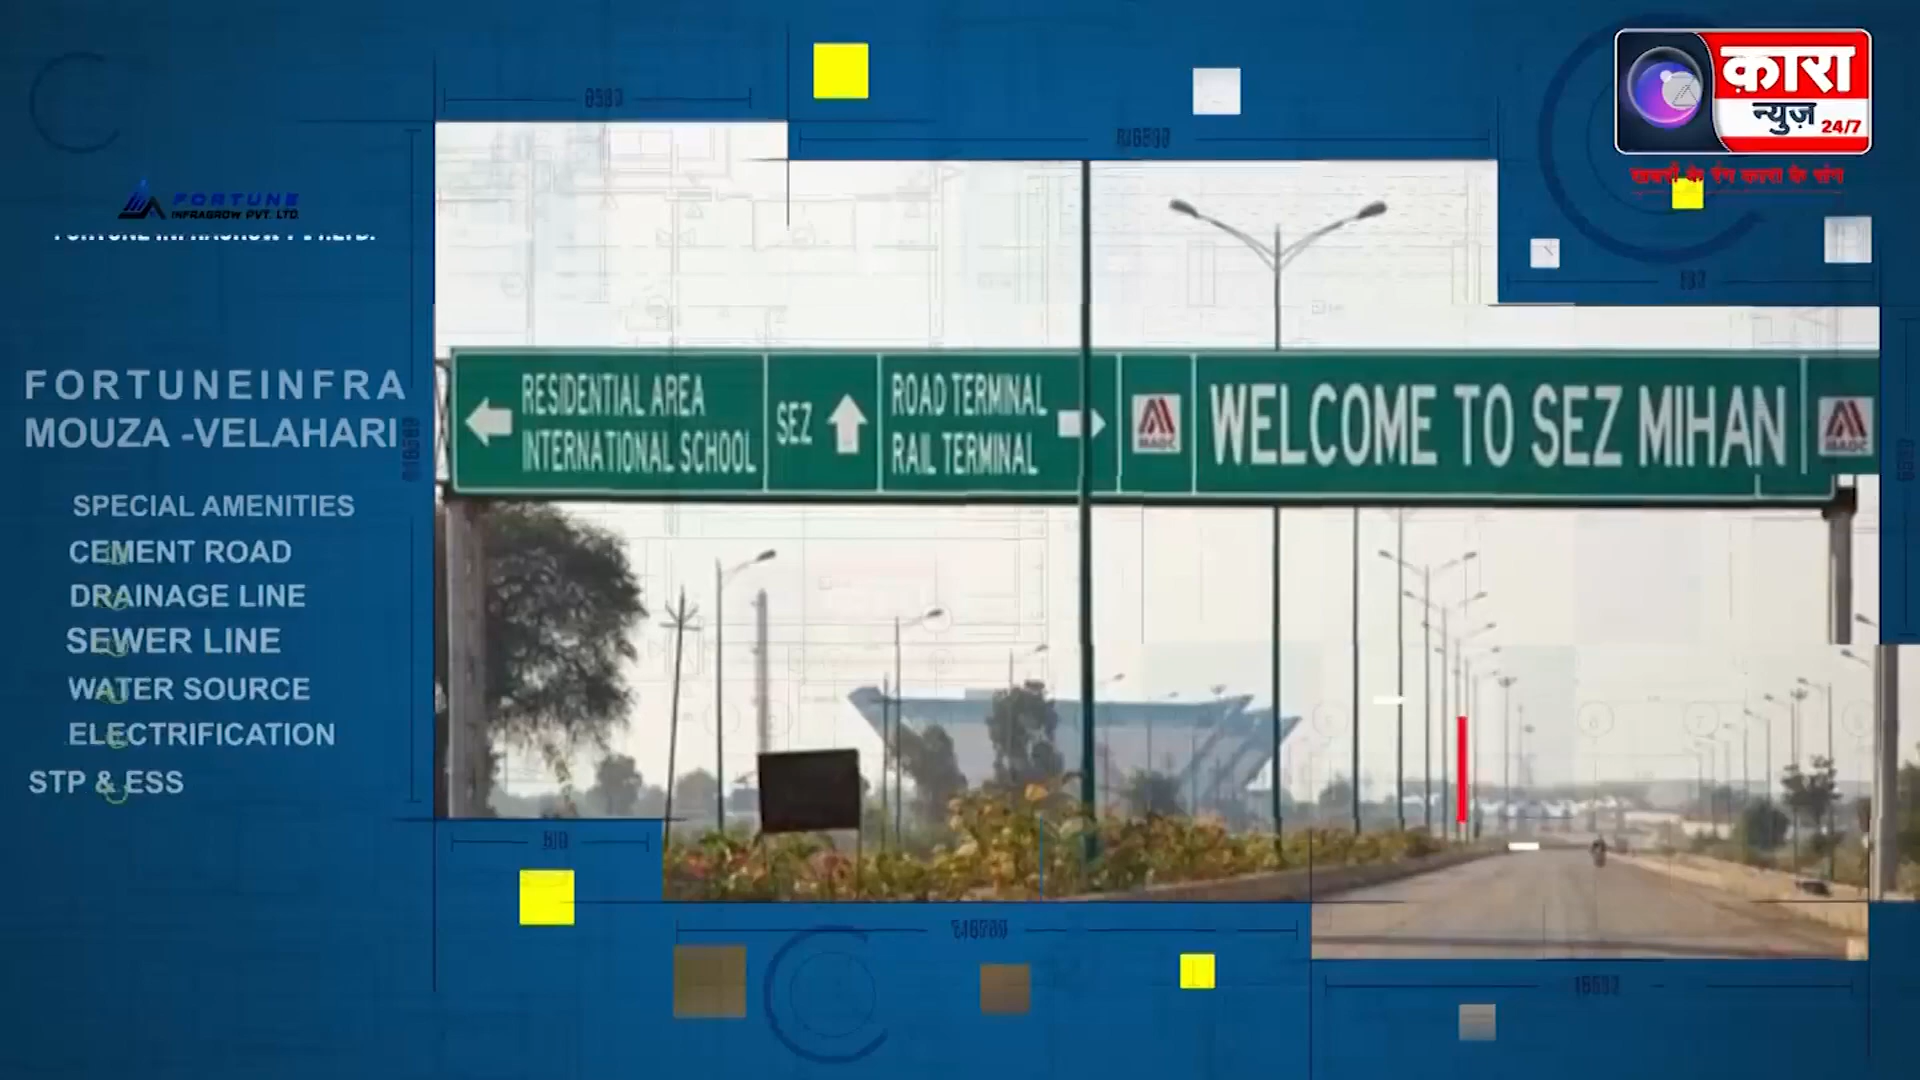 क़ारा
न्युज़
24/7
ख़बरों के रंग कारा के संग
FORTUNE
INFRAGROW PVT. LTD.
FORTUNEINFRA
MOUZA -VELAHARI
SPECIAL AMENITIES
CEMENT ROAD
DRAINAGE LINE
SEWER LINE
WATER SOURCE
ELECTRIFICATION
STP & ESS
RESIDENTIAL AREA
INTERNATIONAL SCHOOL
SEZ
ROAD TERMINAL
RAIL TERMINAL
WELCOME TO SEZ MIHAN